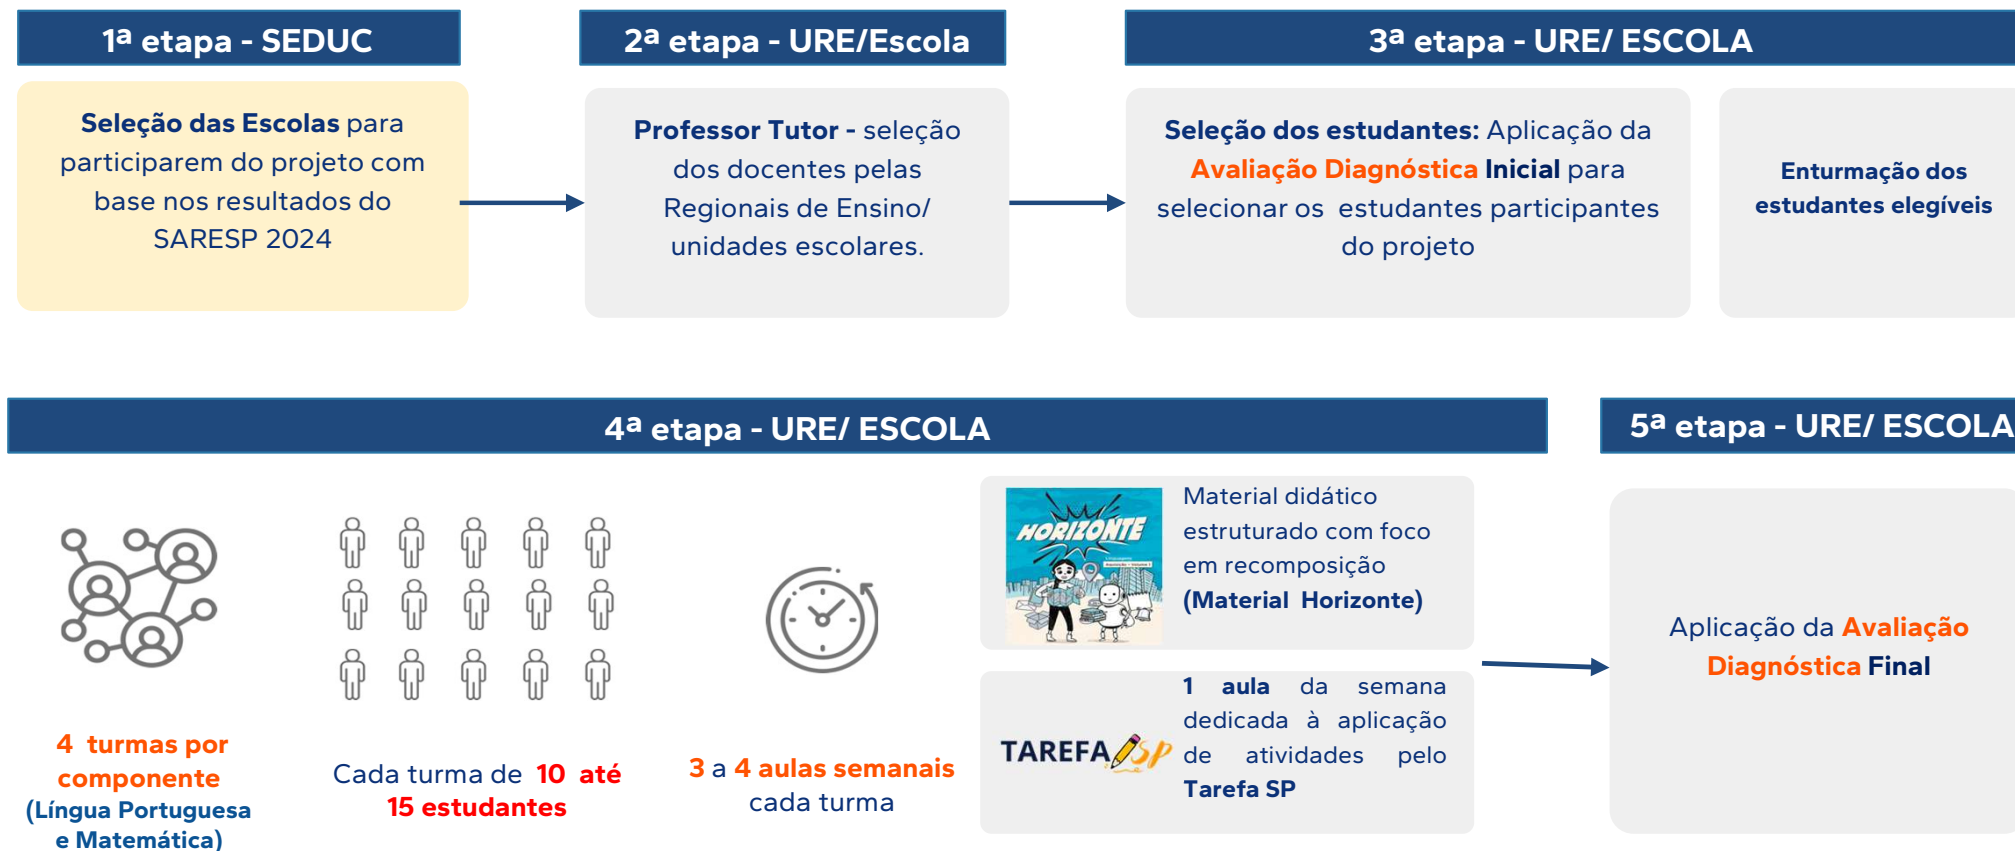 1ª etapa - SEDUC
Seleção das Escolas para
participarem do projeto com
base nos resultados do
SARESP 2024
2ª etapa - URE/Escola
Professor Tutor - seleção
dos docentes pelas
Regionais de Ensino/
unidades escolares.
3ª etapa - URE/ ESCOLA
Seleção dos estudantes: Aplicação da
Avaliação Diagnóstica Inicial para
selecionar os estudantes participantes
do projeto
Enturmação dos
estudantes elegíveis
4ª etapa - URE/ ESCOLA
4 turmas por
componente
(Língua Portuguesa
e Matemática)
Cada turma de 10 até
15 estudantes
3 a 4 aulas semanais
cada turma
HORIZONTE
Material didático
estruturado com foco
em recomposição
(Material Horizonte)
TAREFA SP
1 aula da semana
dedicada à aplicação
de atividades pelo
Tarefa SP
5ª etapa - URE/ ESCOLA
Aplicação da Avaliação
Diagnóstica Final